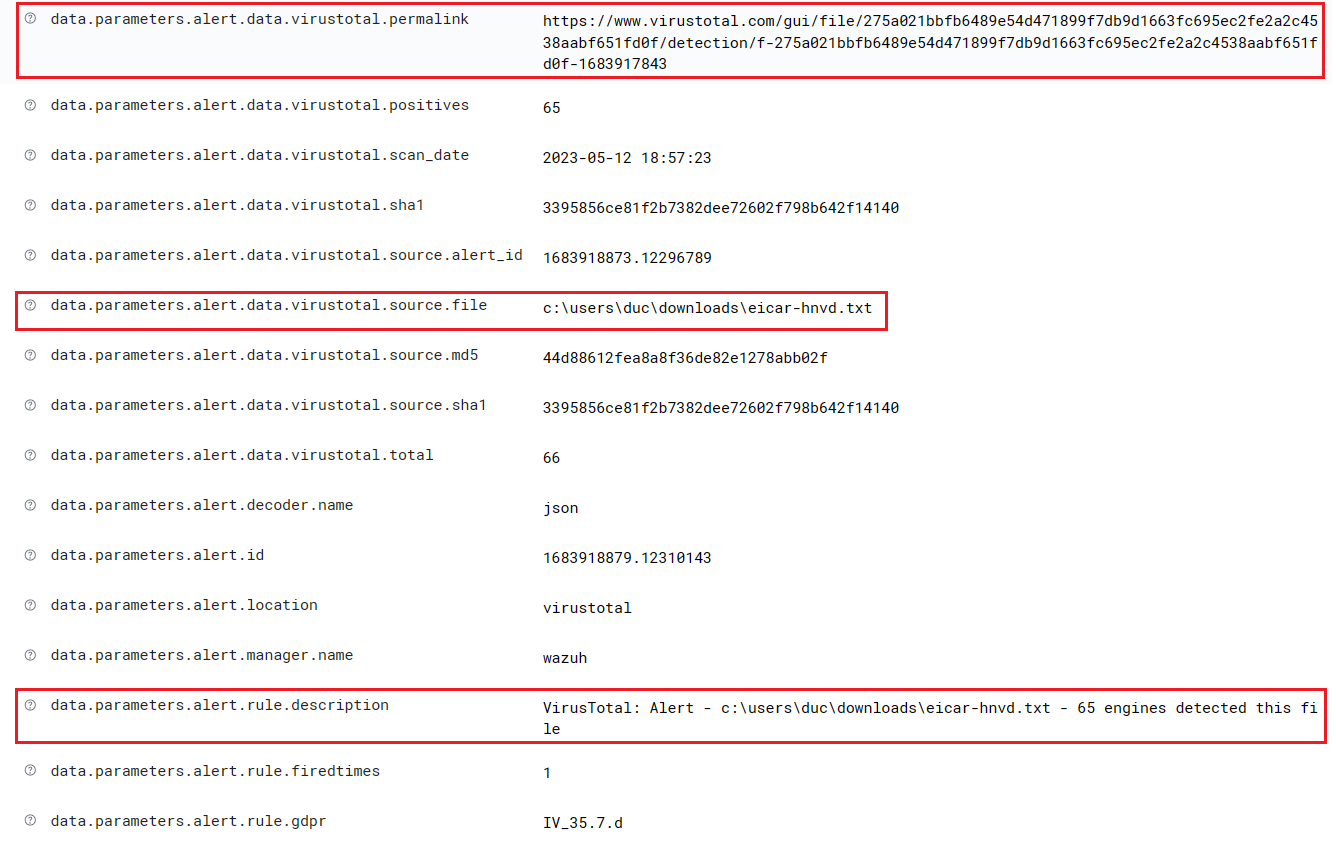 data.parameters.alert.data.virustotal.permalink https://www.virustotal.com/gui/file/275a021bbfb6489e54d471899f7db9d1663fc695ec2fe2a2c45
38aabf651fd0f/detection/f-275a021bbfb6489e54d471899f7db9d1663fc695ec2fe2a2c4538aabf651f
d0f-1683917843
data.parameters.alert.data.virustotal.positives 65
data.parameters.alert.data.virustotal.scan_date 2023-05-12 18:57:23
data.parameters.alert.data.virustotal.sha1 3395856ce81f2b7382dee72602f798b642f14140
data.parameters.alert.data.virustotal.source.alert_id 1683918873.12296789
data.parameters.alert.data.virustotal.source.file c:\users\duc\downloads\eicar-hnvd.txt
data.parameters.alert.data.virustotal.source.md5 44d88612fea8a8f36de82e1278abb02f
data.parameters.alert.data.virustotal.source.sha1 3395856ce81f2b7382dee72602f798b642f14140
data.parameters.alert.data.virustotal.total 66
data.parameters.alert.decoder.name json
data.parameters.alert.id 1683918879.12310143
data.parameters.alert.location virustotal
data.parameters.alert.manager.name wazuh
data.parameters.alert.rule.description VirusTotal: Alert - c:\users\duc\downloads\eicar-hnvd.txt - 65 engines detected this fi
le
data.parameters.alert.rule.firedtimes 1
data.parameters.alert.rule.gdpr IV_35.7.d